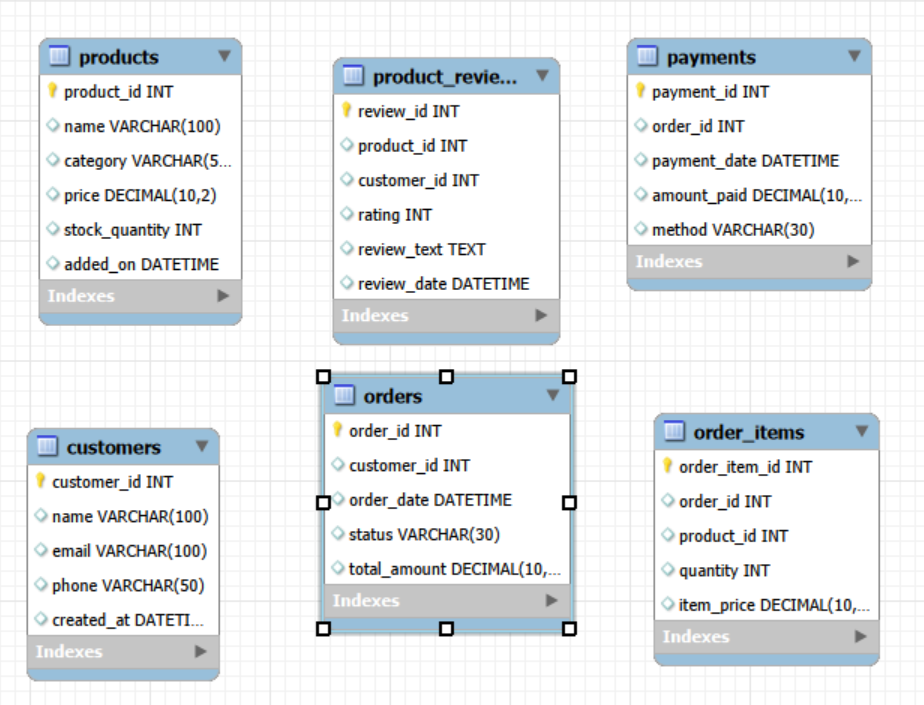 products
product_id INT
name VARCHAR(100)
category VARCHAR(5...
price DECIMAL(10,2)
stock_quantity INT
added_on DATETIME
Indexes
product_revie...
review_id INT
product_id INT
customer_id INT
rating INT
review_text TEXT
review_date DATETIME
Indexes
payments
payment_id INT
order_id INT
payment_date DATETIME
amount_paid DECIMAL(10,...
method VARCHAR(30)
Indexes
customers
customer_id INT
name VARCHAR(100)
email VARCHAR(100)
phone VARCHAR(50)
created_at DATETI...
Indexes
orders
order_id INT
customer_id INT
order_date DATETIME
status VARCHAR(30)
total_amount DECIMAL(10,...
Indexes
order_items
order_item_id INT
order_id INT
product_id INT
quantity INT
item_price DECIMAL(10,...
Indexes